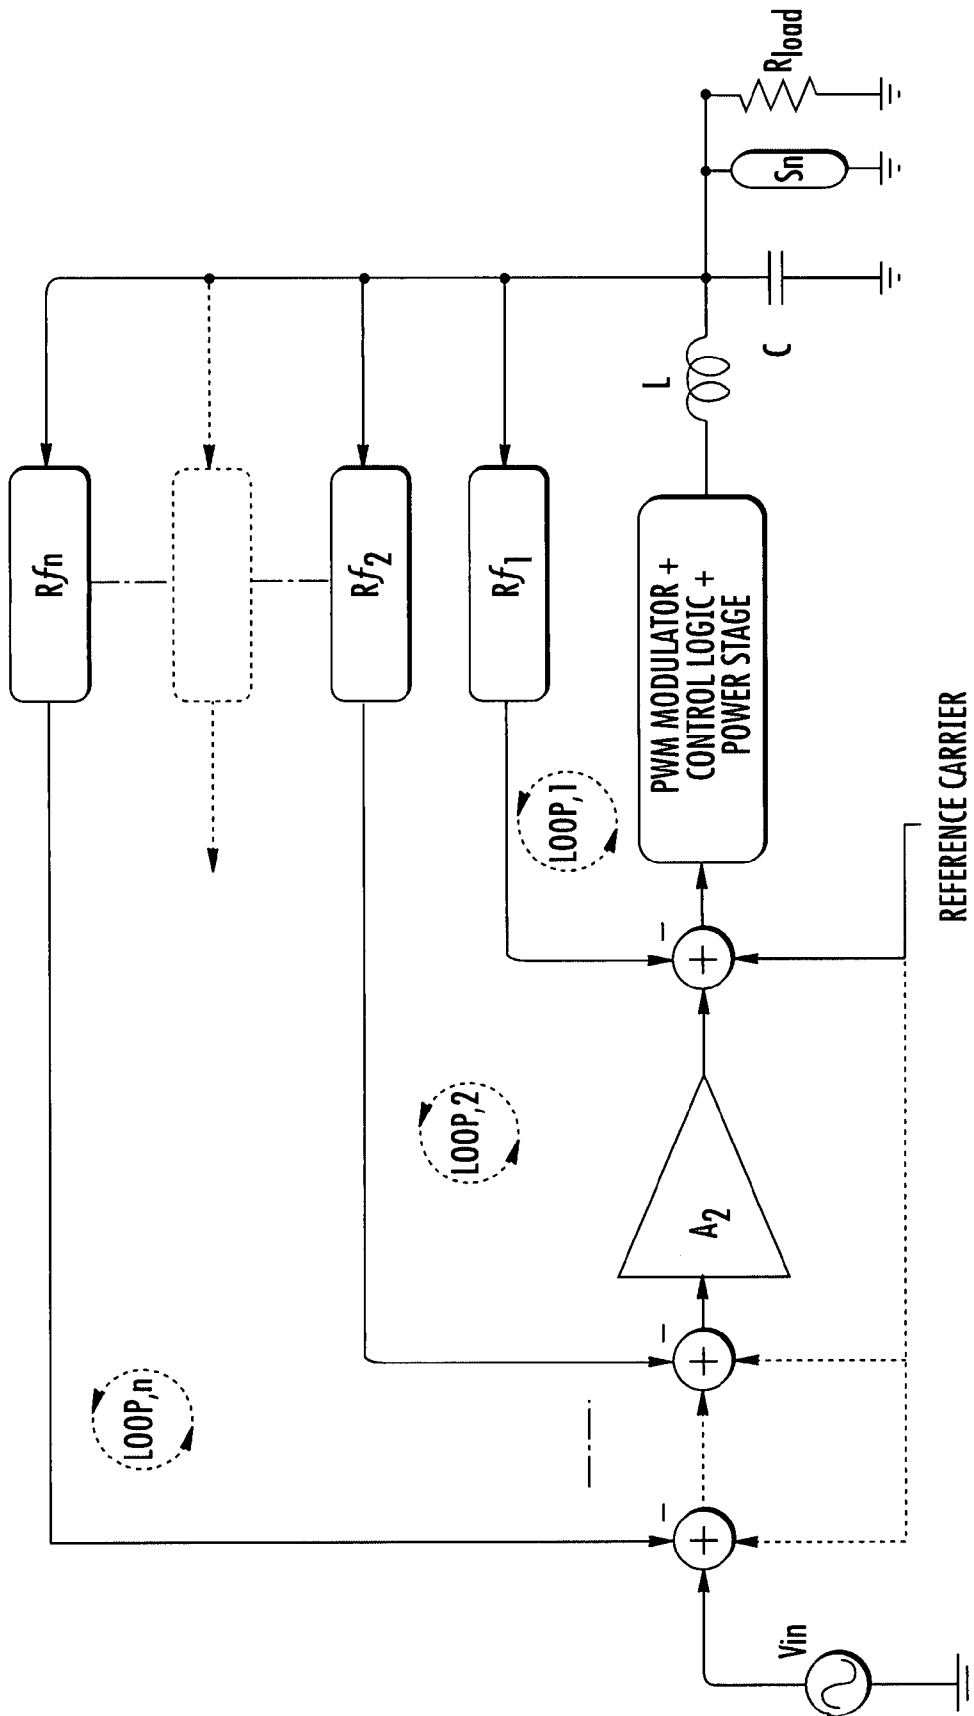 Rfn
Rf2
Rf1
LOOP,n
LOOP,2
LOOP,1
−
−
−
+
+
+
Vin
A2
PWM MODULATOR +
CONTROL LOGIC +
POWER STAGE
L
C
Sn
Rload
REFERENCE CARRIER